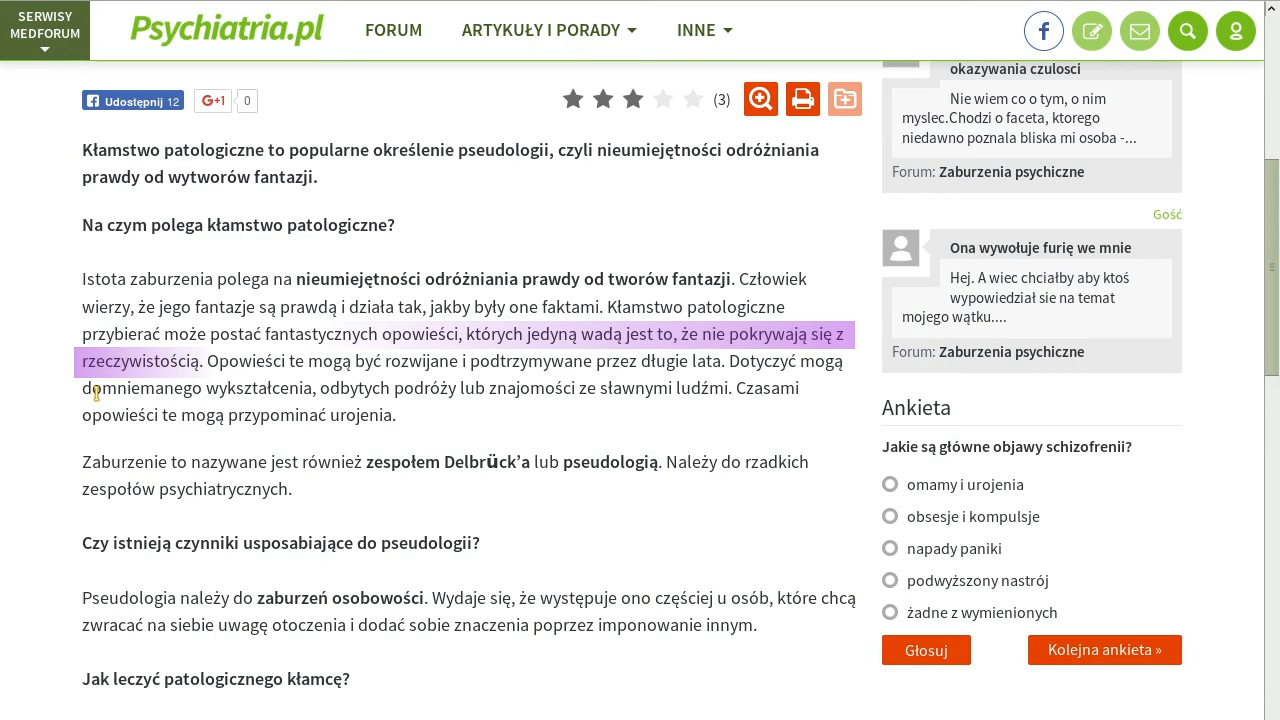 SERWISY
MEDFORUM
Psychiatria.pl
FORUM
ARTYKUŁY I PORADY
INNE
Udostępnij 12
G+1
0
(3)
Kłamstwo patologiczne to popularne określenie pseudologii, czyli nieumiejętności odróżniania
prawdy od wytworów fantazji.
Na czym polega kłamstwo patologiczne?
Istota zaburzenia polega na nieumiejętności odróżniania prawdy od tworów fantazji. Człowiek
wierzy, że jego fantazje są prawdą i działa tak, jakby były one faktami. Kłamstwo patologiczne
przybierać może postać fantastycznych opowieści, których jedyną wadą jest to, że nie pokrywają się z
rzeczywistością. Opowieści te mogą być rozwijane i podtrzymywane przez długie lata. Dotyczyć mogą
domniemanego wykształcenia, odbytych podróży lub znajomości ze sławnymi ludźmi. Czasami
opowieści te mogą przypominać urojenia.
Zaburzenie to nazywane jest również zespołem Delbrück’a lub pseudologią. Należy do rzadkich
zespołów psychiatrycznych.
Czy istnieją czynniki usposabiające do pseudologii?
Pseudologia należy do zaburzeń osobowości. Wydaje się, że występuje ono częściej u osób, które chcą
zwracać na siebie uwagę otoczenia i dodać sobie znaczenia poprzez imponowanie innym.
Jak leczyć patologicznego kłamcę?
okazywania czulosci
Nie wiem co o tym, o nim
myslec.Chodzi o faceta, ktorego
niedawno poznala bliska mi osoba -...
Forum: Zaburzenia psychiczne
Gość
Ona wywołuje furię we mnie
Hej. A wiec chciałby aby ktoś
wypowiedział sie na temat
mojego wątku....
Forum: Zaburzenia psychiczne
Ankieta
Jakie są główne objawy schizofrenii?
omamy i urojenia
obsesje i kompulsje
napady paniki
podwyższony nastrój
żadne z wymienionych
Głosuj
Kolejna ankieta »